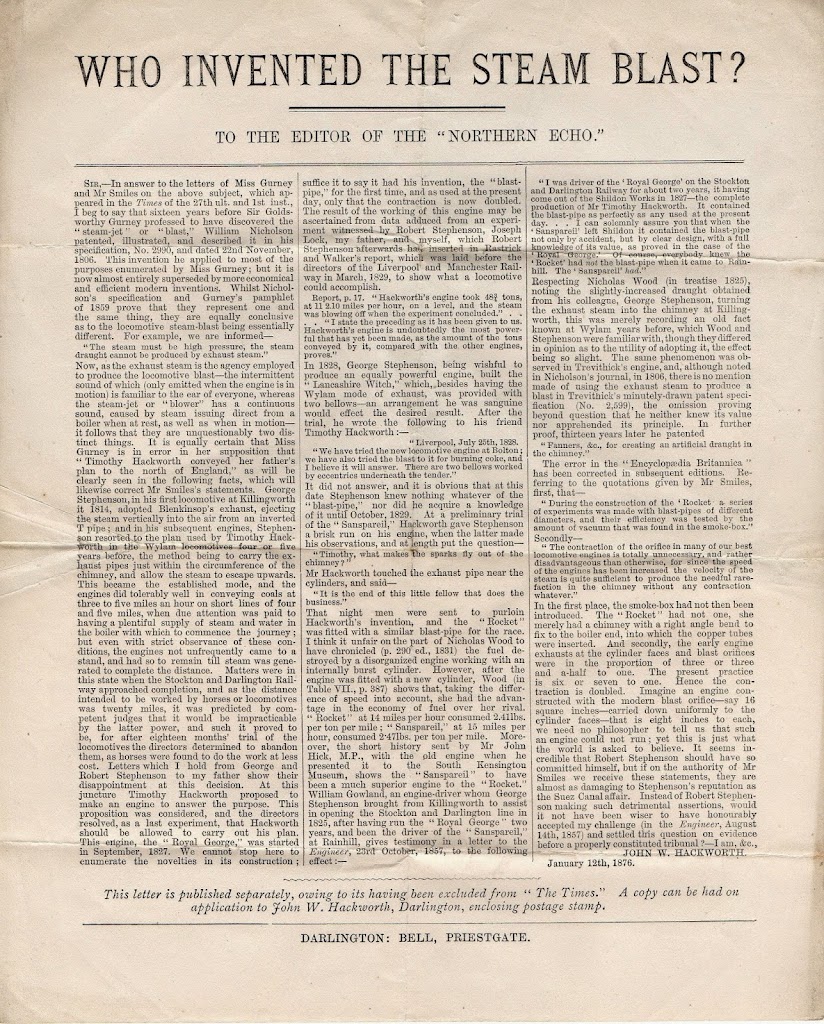 WHO INVENTED THE STEAM BLAST?
TO THE EDITOR OF THE "NORTHERN ECHO."
SIR,—In answer to the letters of Miss Gurney
and Mr Smiles on the above subject, which ap-
peared in the Times of the 27th ult. and 1st inst.,
I beg to say that sixteen years before Sir Golds-
worthy Gurney professed to have discovered the
"steam-jet" or "blast," William Nicholson
patented, illustrated, and described it in his
specification, No. 2990, and dated 22nd November,
1806. This invention he applied to most of the
purposes enumerated by Miss Gurney; but it is
now almost entirely superseded by more economical
and efficient modern inventions. Whilst Nichol-
son's specification and Gurney's pamphlet
of 1859 prove that they represent one and
the same thing, they are equally conclusive
as to the locomotive steam-blast being essentially
different. For example, we are informed—
"The steam must be high pressure, the steam
draught cannot be produced by exhaust steam."
Now, as the exhaust steam is the agency employed
to produce the locomotive blast—the intermittent
sound of which (only omitted when the engine is in
motion) is familiar to the ear of everyone, whereas
the steam-jet or "blower" has a continuous
sound, caused by steam issuing direct from a
boiler when at rest, as well as when in motion—
it follows that they are unquestionably two dis-
tinct things. It is equally certain that Miss
Gurney is in error in her supposition that
"Timothy Hackworth conveyed her father's
plan to the north of England," as will be
clearly seen in the following facts, which will
likewise correct Mr Smiles's statements. George
Stephenson, in his first locomotive at Killingworth
it 1814, adopted Blenkinsop's exhaust, ejecting
the steam vertically into the air from an inverted
T pipe; and in his subsequent engines, Stephen-
son resorted to the plan used by Timothy Hack-
worth in the Wylam locomotives four or five
years before, the method being to carry the ex-
haust pipes just within the circumference of the
chimney, and allow the steam to escape upwards.
This became the established mode, and the
engines did tolerably well in conveying coals at
three to five miles an hour on short lines of four
and five miles, when due attention was paid to
having a plentiful supply of steam and water in
the boiler with which to commence the journey;
but even with strict observance of these con-
ditions, the engines not unfrequently came to a
stand, and had so to remain till steam was gene-
rated to complete the distance. Matters were in
this state when the Stockton and Darlington Rail-
way approached completion, and as the distance
intended to be worked by horses or locomotives
was twenty miles, it was predicted by com-
petent judges that it would be impracticable
by the latter power, and such it proved to
be, for after eighteen months' trial of the
locomotives the directors determined to abandon
them, as horses were found to do the work at less
cost. Letters which I hold from George and
Robert Stephenson to my father show their
disappointment at this decision. At this
juncture Timothy Hackworth proposed to
make an engine to answer the purpose. This
proposition was considered, and the directors
resolved, as a last experiment, that Hackworth
should be allowed to carry out his plan.
This engine, the "Royal George," was started
in September, 1827. We cannot stop here to
enumerate the novelties in its construction;
suffice it to say it had his invention, the "blast-
pipe," for the first time, and as used at the present
day, only that the contraction is now doubled.
The result of the working of this engine may be
ascertained from data adduced from an experi-
ment witnessed by Robert Stephenson, Joseph
Lock, my father, and myself, which Robert
Stephenson afterwards had inserted in Rastrick
and Walker's report, which was laid before the
directors of the Liverpool and Manchester Rail-
way in March, 1829, to show what a locomotive
could accomplish.
Report, p. 17. "Hackworth's engine took 48¾ tons,
at 11 2.10 miles per hour, on a level, and the steam
was blowing off when the experiment concluded." . .
. . "I state the preceding as it has been given to us.
Hackworth's engine is undoubtedly the most power-
ful that has yet been made, as the amount of the tons
conveyed by it, compared with the other engines,
proves."
In 1828, George Stephenson, being wishful to
produce an equally powerful engine, built the
"Lancashire Witch," which, besides having the
Wylam mode of exhaust, was provided with
two bellows—an arrangement he was sanguine
would effect the desired result. After the
trial, he wrote the following to his friend
Timothy Hackworth:—
"Liverpool, July 25th, 1828.
"We have tried the new locomotive engine at Bolton;
we have also tried the blast to it for burning coke, and
I believe it will answer. There are two bellows worked
by eccentrics underneath the tender."
It did not answer, and it is obvious that at this
date Stephenson knew nothing whatever of the
"blast-pipe," nor did he acquire a knowledge
of it until October, 1829. At a preliminary trial
of the "Sanspareil," Hackworth gave Stephenson
a brisk run on his engine, when the latter made
his observations, and at length put the question—
"Timothy, what makes the sparks fly out of the
chimney?"
Mr Hackworth touched the exhaust pipe near the
cylinders, and said—
"It is the end of this little fellow that does the
business."
That night men were sent to purloin
Hackworth's invention, and the "Rocket"
was fitted with a similar blast-pipe for the race.
I think it unfair on the part of Nicholas Wood to
have chronicled (p. 290 ed., 1831) the fuel de-
stroyed by a disorganized engine working with an
internally burst cylinder. However, after the
engine was fitted with a new cylinder, Wood (in
Table VII., p. 387) shows that, taking the differ-
ence of speed into account, she had the advan-
tage in the economy of fuel over her rival.
"Rocket" at 14 miles per hour consumed 2.41lbs.
per ton per mile; "Sanspareil," at 15 miles per
hour, consumed 2·47lbs. per ton per mile. More-
over, the short history sent by Mr John
Hick, M.P., with the old engine when he
presented it to the South Kensington
Museum, shows the "Sanspareil" to have
been a much superior engine to the "Rocket."
William Gowland, an engine-driver whom George
Stephenson brought from Killingworth to assist
in opening the Stockton and Darlington line in
1825, after having run the "Royal George" two
years, and been the driver of the "Sanspareil,"
at Rainhill, gives testimony in a letter to the
Engineer, 23rd October, 1857, to the following
effect:—
"I was driver of the 'Royal George' on the Stockton
and Darlington Railway for about two years, it having
come out of the Shildon Works in 1827—the complete
production of Mr Timothy Hackworth. It contained
the blast-pipe as perfectly as any used at the present
day. . . . I can solemnly assure you that when the
'Sanspareil' left Shildon it contained the blast-pipe
not only by accident, but by clear design, with a full
knowledge of its value, as proved in the case of the
'Royal George.' Of course, everybody knew the
'Rocket' had not the blast-pipe when it came to Rain-
hill. The 'Sanspareil' had."
Respecting Nicholas Wood (in treatise 1825),
noting the slightly-increased draught obtained
from his colleague, George Stephenson, turning
the exhaust steam into the chimney at Killing-
worth, this was merely recording an old fact
known at Wylam years before, which Wood and
Stephenson were familiar with, though they differed
in opinion as to the utility of adopting it, the effect
being so slight. The same phenomenon was ob-
served in Trevithick's engine, and, although noted
in Nicholson's journal, in 1806, there is no mention
made of using the exhaust steam to produce a
blast in Trevithick's minutely-drawn patent speci-
fication (No. 2,599), the omission proving
beyond question that he neither knew its value
nor apprehended its principle. In further
proof, thirteen years later he patented
"Fanners, &c., for creating an artificial draught in
the chimney."
The error in the "Encyclopædia Britannica"
has been corrected in subsequent editions. Re-
ferring to the quotations given by Mr Smiles,
first, that—
"During the construction of the 'Rocket' a series
of experiments was made with blast-pipes of different
diameters, and their efficiency was tested by the
amount of vacuum that was found in the smoke-box."
Secondly—
"The contraction of the orifice in many of our best
locomotive engines is totally unnecessary, and rather
disadvantageous than otherwise, for since the speed
of the engines has been increased, the velocity of the
steam is quite sufficient to produce the needful rare-
faction in the chimney without any contraction
whatever."
In the first place, the smoke-box had not then been
introduced. The "Rocket" had not one, she
merely had a chimney with a right angle bend to
fix to the boiler end, into which the copper tubes
were inserted. And secondly, the early engine
exhausts at the cylinder faces and blast orifices
were in the proportion of three or three
and a-half to one. The present practice
is six or seven to one. Hence the con-
traction is doubled. Imagine an engine con-
structed with the modern blast orifice—say 16
square inches—carried down uniformly to the
cylinder faces—that is eight inches to each,
we need no philosopher to tell us that such
an engine could not run; yet this is just what
the world is asked to believe. It seems in-
credible that Robert Stephenson should have so
committed himself, but if on the authority of Mr
Smiles we receive these statements, they are
almost as damaging to Stephenson's reputation as
the Suez Canal affair. Instead of Robert Stephen-
son making such detrimental assertions, would
it not have been wiser to have honourably
accepted my challenge (in the Engineer, August
14th, 1857) and settled this question on evidence
before a properly constituted tribunal?—I am, &c.,
JOHN W. HACKWORTH.
January 12th, 1876.
This letter is published separately, owing to its having been excluded from "The Times." A copy can be had on
application to John W. Hackworth, Darlington, enclosing postage stamp.
DARLINGTON: BELL, PRIESTGATE.